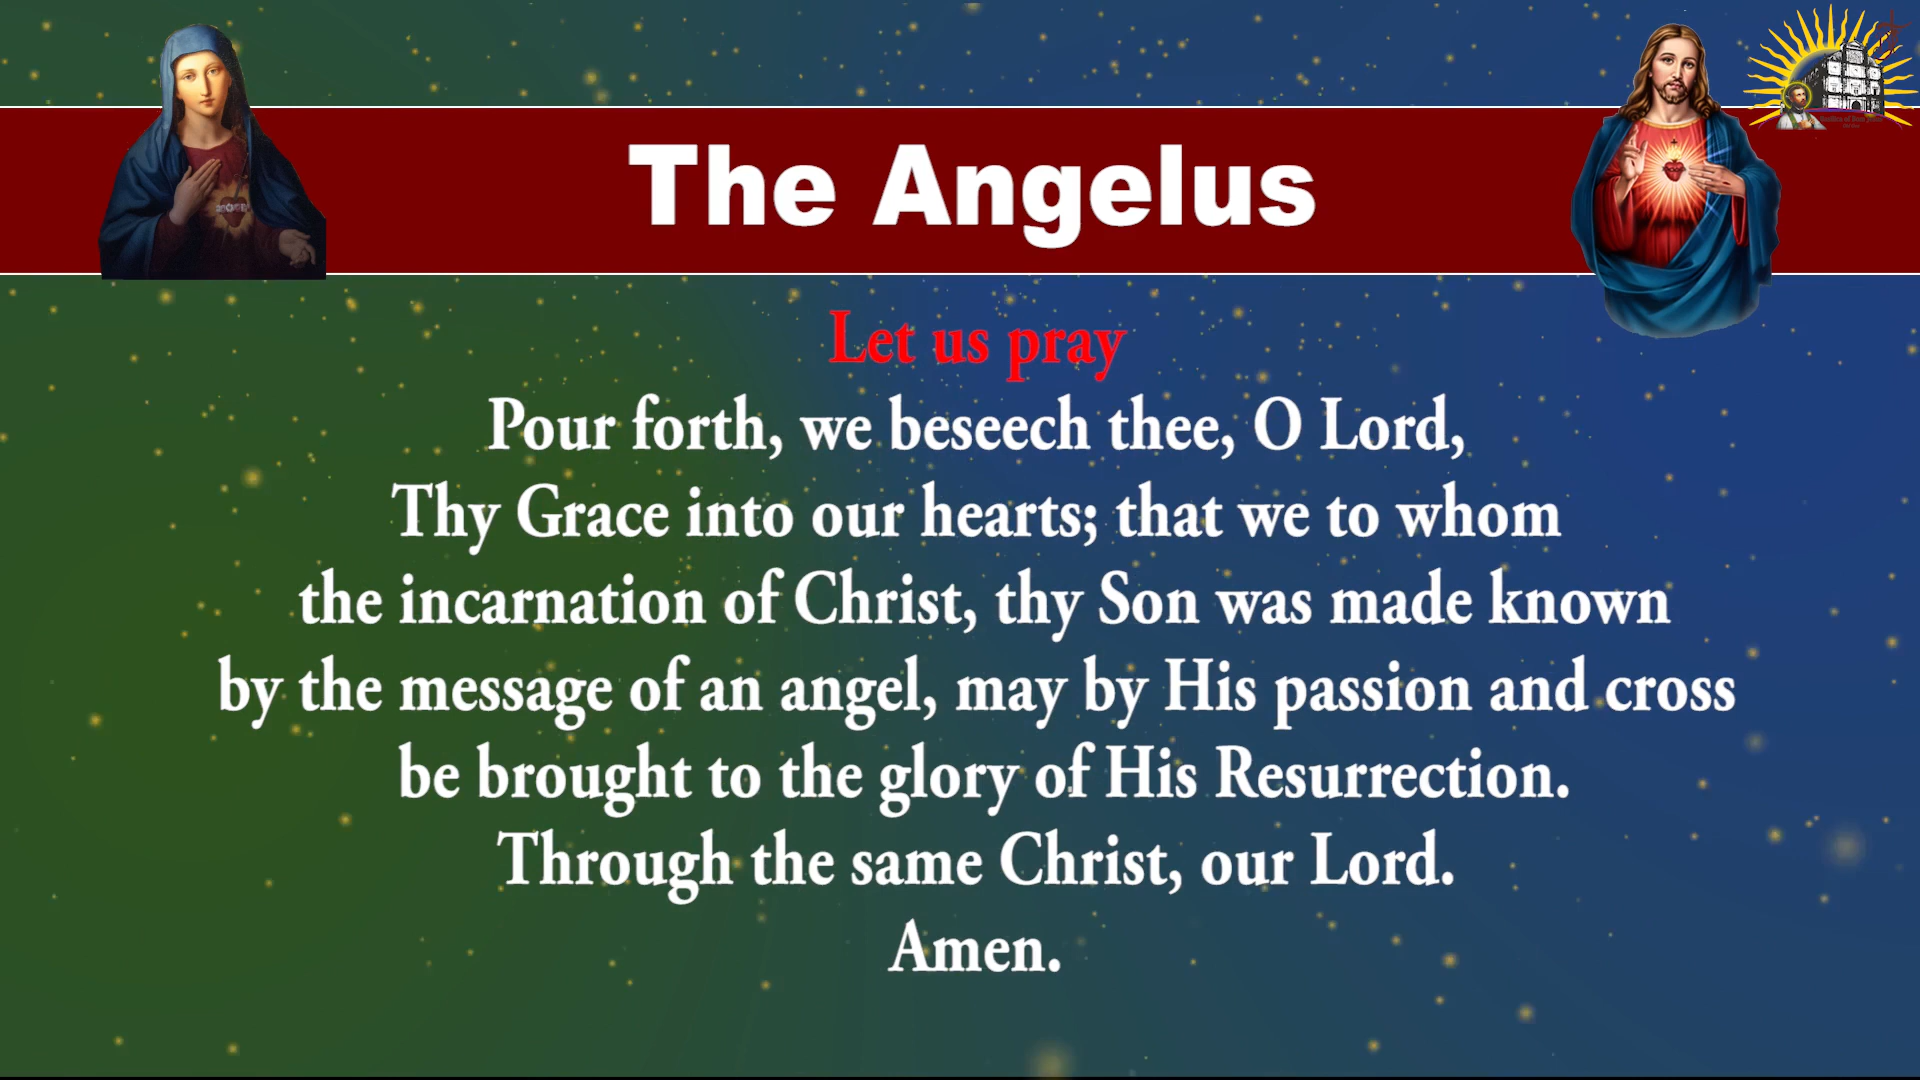 The Angelus
Let us pray
Pour forth, we beseech thee, O Lord,
Thy Grace into our hearts; that we to whom
the incarnation of Christ, thy Son was made known
by the message of an angel, may by His passion and cross
be brought to the glory of His Resurrection.
Through the same Christ, our Lord.
Amen.